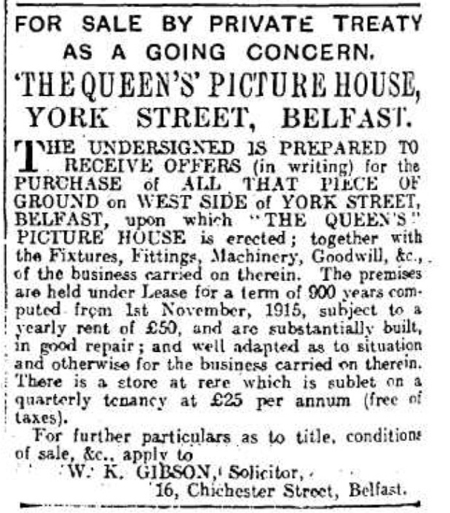 FOR SALE BY PRIVATE TREATY
AS A GOING CONCERN.
'THE QUEEN'S' PICTURE HOUSE,
YORK STREET, BELFAST.
THE UNDERSIGNED IS PREPARED TO
RECEIVE OFFERS (in writing) for the
PURCHASE of ALL THAT PIECE OF
GROUND on WEST SIDE of YORK STREET,
BELFAST, upon which "THE QUEEN'S"
PICTURE HOUSE is erected; together with
the Fixtures, Fittings, Machinery, Goodwill, &c.,
of the business carried on therein. The premises
are held under Lease for a term of 900 years com-
puted from 1st November, 1915, subject to a
yearly rent of £50, and are substantially built,
in good repair; and well adapted as to situation
and otherwise for the business carried on therein.
There is a store at rere which is sublet on a
quarterly tenancy at £25 per annum (free of
taxes).
For further particulars as to title, conditions
of sale, &c., apply to
W. K. GIBSON, Solicitor,
16, Chichester Street, Belfast.